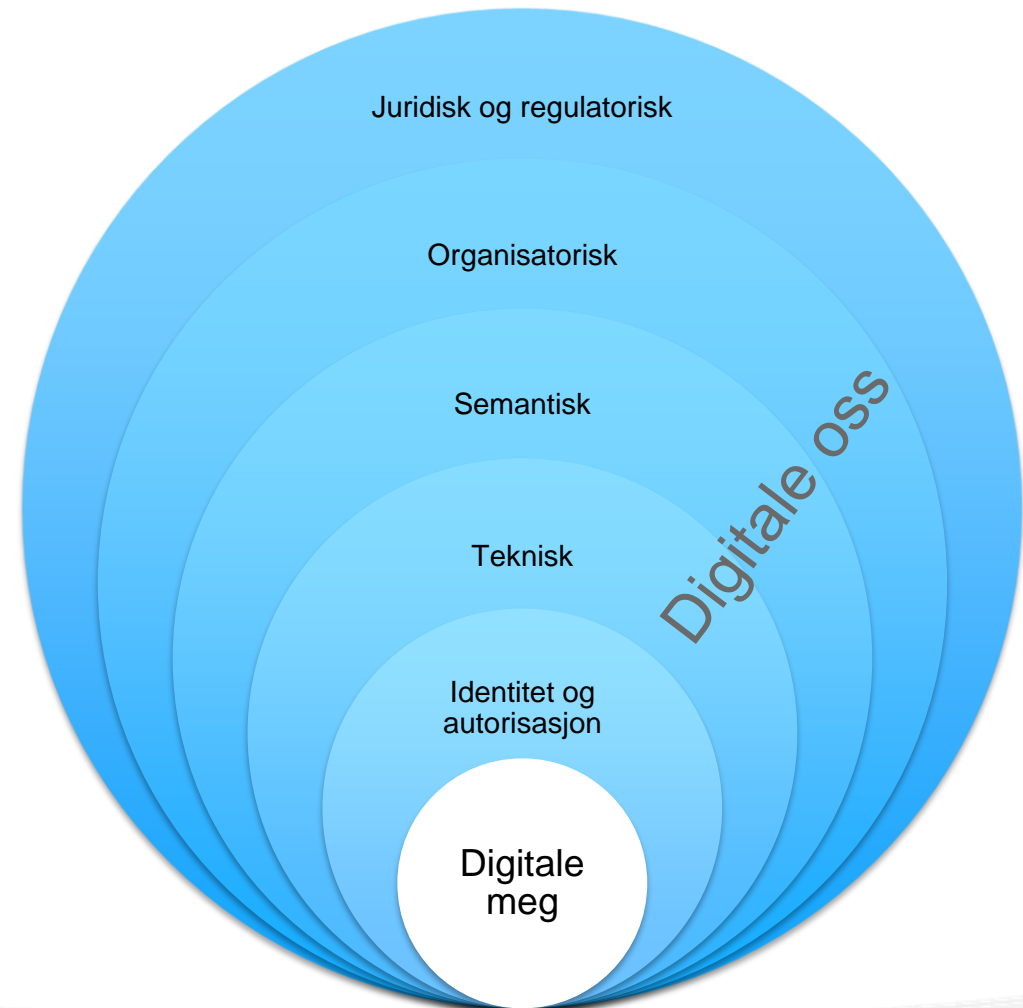 Juridisk og regulatorisk
Organisatorisk
Semantisk
Digitale oss
Teknisk
Identitet og
autorisasjon
Digitale
meg